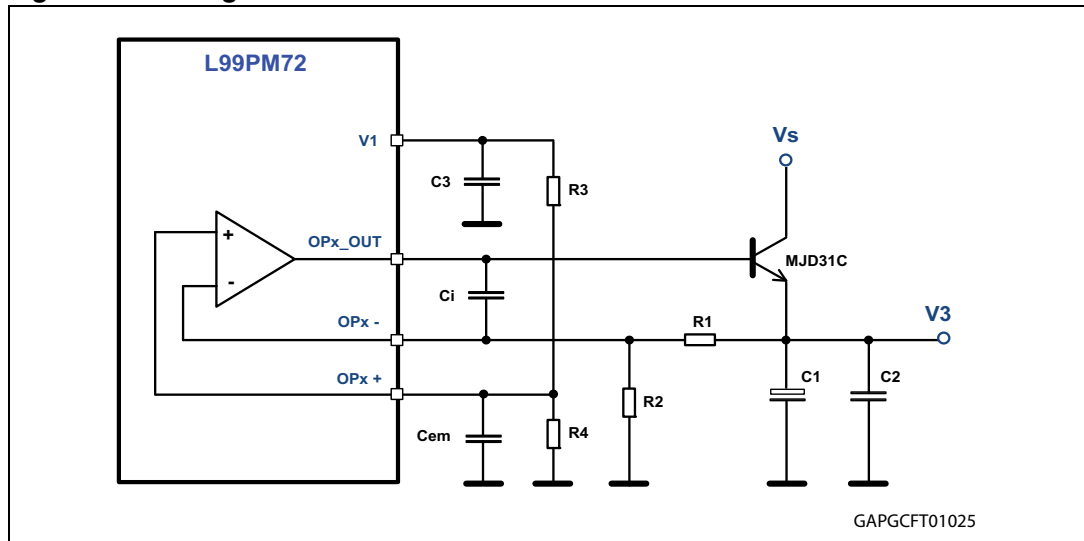 L99PM72
V1
Vs
C3
R3
OPx_OUT
MJD31C
+
-
Ci
OPx -
R1
V3
OPx +
C1
C2
R2
Cem
R4
GAPGCFT01025